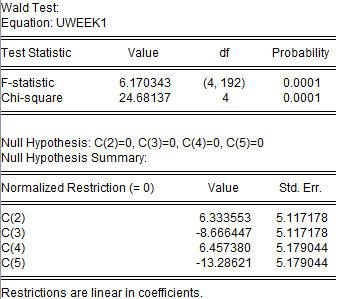 Wald Test:
Equation: UWEEK1
Test Statistic Value df Probability
F-statistic 6.170343 (4, 192) 0.0001
Chi-square 24.68137 4 0.0001
Null Hypothesis: C(2)=0, C(3)=0, C(4)=0, C(5)=0
Null Hypothesis Summary:
Normalized Restriction (= 0) Value Std. Err.
C(2) 6.333553 5.117178
C(3) -8.666447 5.117178
C(4) 6.457380 5.179044
C(5) -13.28621 5.179044
Restrictions are linear in coefficients.